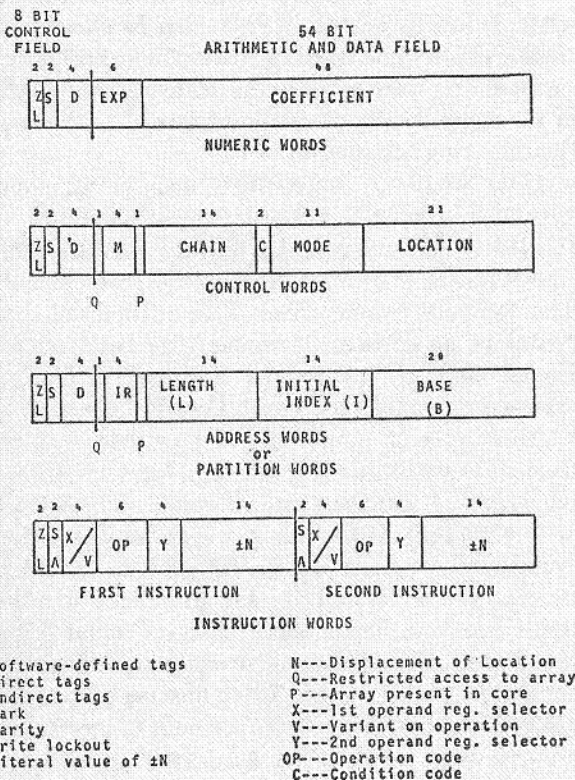 8 BIT
CONTROL
FIELD
54 BIT
ARITHMETIC AND DATA FIELD
2 2 4 6 48
Z L S D EXP COEFFICIENT
NUMERIC WORDS
2 2 4 1 4 1 14 2 11 21
Z L S D M CHAIN C MODE LOCATION
Q P
CONTROL WORDS
2 2 4 1 4 14 14 20
Z L S D IR LENGTH (L) INITIAL INDEX (I) BASE (B)
Q P
ADDRESS WORDS
or
PARTITION WORDS
2 2 4 6 4 14 2 4 6 4 14
Z L S Λ X/V OP Y ±N S Λ X/V OP Y ±N
FIRST INSTRUCTION SECOND INSTRUCTION
INSTRUCTION WORDS
oftware-defined tags N---Displacement of Location
irect tags Q---Restricted access to array
ndirect tags P---Array present in core
ark X---1st operand reg. selector
arity V---Variant on operation
rite lockout Y---2nd operand reg. selector
iteral value of ±N OP---Operation code
C---Condition code